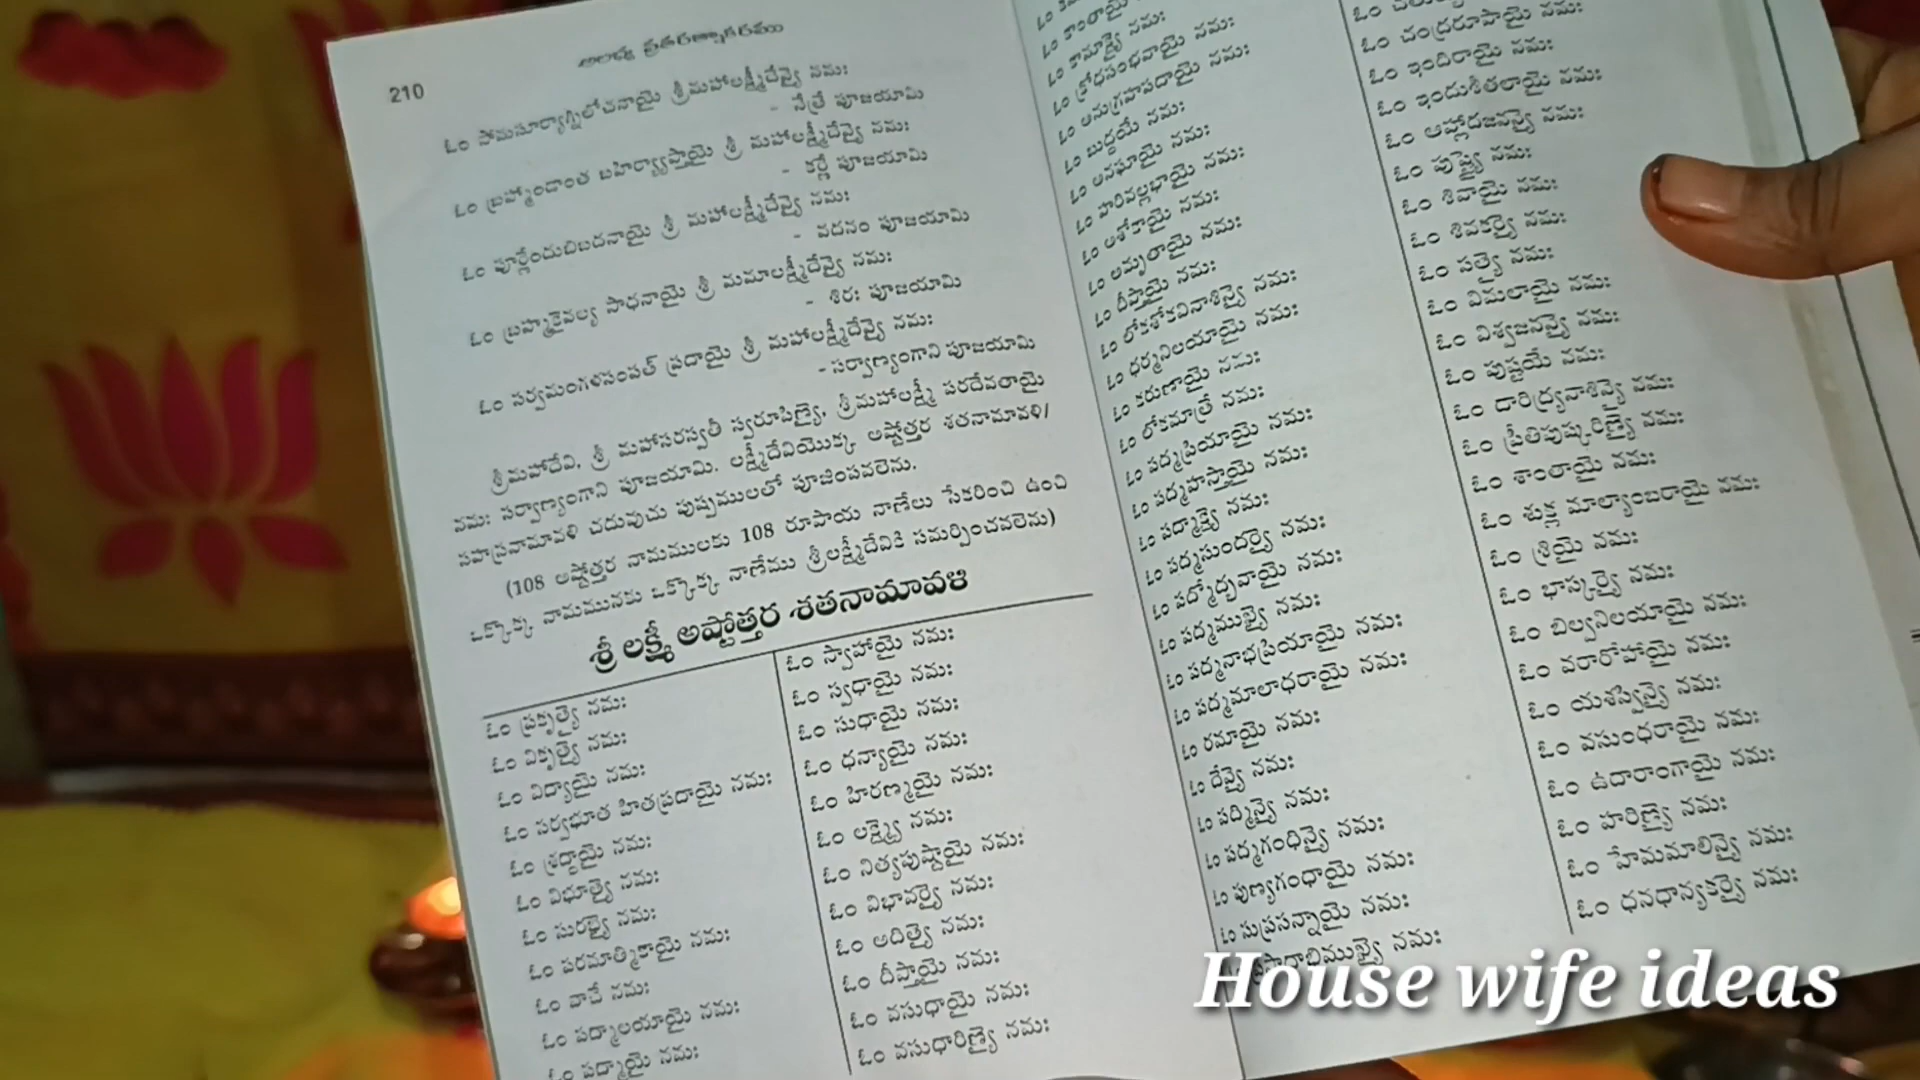 210
అలభ్య వ్రతరత్నాకరము
ఓం సోమసూర్యాగ్నిలోచనాయై శ్రీమహాలక్ష్మీదేవ్యై నమః
- నేత్రే పూజయామి
ఓం బ్రహ్మాండాంత బహిర్వ్యాప్తాయై శ్రీ మహాలక్ష్మీదేవ్యై నమః
- కర్ణే పూజయామి
ఓం పూర్ణేందుచిబదనాయై శ్రీ మహాలక్ష్మీదేవ్యై నమః
- వదనం పూజయామి
ఓం బ్రహ్మకైవల్య సాధనాయై శ్రీ మమాలక్ష్మీదేవ్యై నమః
- శిరః పూజయామి
ఓం సర్వమంగళసంపత్ ప్రదాయై శ్రీ మహాలక్ష్మీదేవ్యై నమః
- సర్వాణ్యంగాని పూజయామి
శ్రీమహాదేవి, శ్రీ మహాసరస్వతీ స్వరూపిణ్యై, శ్రీమహాలక్ష్మీ పరదేవతాయై
నమః సర్వాణ్యంగాని పూజయామి. లక్ష్మీదేవియొక్క అష్టోత్తర శతనామావళి/
సహస్రనామావళి చదువుచు పుష్పములతో పూజింపవలెను.
(108 అష్టోత్తర నామములకు 108 రూపాయ నాణేలు సేకరించి ఉంచి
ఒక్కొక్క నామమునకు ఒక్కొక్క నాణేము శ్రీలక్ష్మీదేవికి సమర్పించవలెను)
శ్రీ లక్ష్మీ అష్టోత్తర శతనామావళి
ఓం ప్రకృత్యై నమః
ఓం వికృత్యై నమః
ఓం విద్యాయై నమః
ఓం సర్వభూత హితప్రదాయై నమః
ఓం శ్రద్ధాయై నమః
ఓం విభూత్యై నమః
ఓం సురభ్యై నమః
ఓం పరమాత్మికాయై నమః
ఓం వాచే నమః
ఓం పద్మాలయాయై నమః
ఓం పద్మాయై నమః
ఓం స్వాహాయై నమః
ఓం స్వధాయై నమః
ఓం సుధాయై నమః
ఓం ధన్యాయై నమః
ఓం హిరణ్మయై నమః
ఓం లక్ష్మ్యై నమః
ఓం నిత్యపుష్టాయై నమః
ఓం విభావర్యై నమః
ఓం అదిత్యై నమః
ఓం దీప్తాయై నమః
ఓం వసుధాయై నమః
ఓం వసుధారిణ్యై నమః
ఓం కాంతాయై
ఓం కామాక్ష్యై నమః
ఓం క్రోధసంభవాయై నమః
ఓం అనుగ్రహపదాయై నమః
ఓం బుద్ధయే నమః
ఓం అనఘాయై నమః
ఓం హరివల్లభాయై నమః
ఓం అశోకాయై నమః
ఓం అమృతాయై నమః
ఓం దీప్తాయై నమః
ఓం లోకశోకవినాశిన్యై నమః
ఓం ధర్మనిలయాయై నమః
ఓం కరుణాయై నమః
ఓం లోకమాత్రే నమః
ఓం పద్మప్రియాయై నమః
ఓం పద్మహస్తాయై నమః
ఓం పద్మాక్ష్యై నమః
ఓం పద్మసుందర్యై నమః
ఓం పద్మోద్భవాయై నమః
ఓం పద్మముఖ్యై నమః
ఓం పద్మనాభప్రియాయై నమః
ఓం పద్మమాలాధరాయై నమః
ఓం రమాయై నమః
ఓం దేవ్యై నమః
ఓం పద్మిన్యై నమః
ఓం పద్మగంధిన్యై నమః
ఓం పుణ్యగంధాయై నమః
ఓం సుప్రసన్నాయై నమః
ప్రసాదాభిముఖ్యై నమః
ఓం చంద్రరూపాయై నమః
ఓం ఇందిరాయై నమః
ఓం ఇందుశీతలాయై నమః
ఓం ఆహ్లాదజనన్యై నమః
ఓం పుష్ట్యై నమః
ఓం శివాయై నమః
ఓం శివకర్యై నమః
ఓం సత్యై నమః
ఓం విమలాయై నమః
ఓం విశ్వజనన్యై నమః
ఓం పుష్టయే నమః
ఓం దారిద్ర్యనాశిన్యై నమః
ఓం ప్రీతిపుష్కరిణ్యై నమః
ఓం శాంతాయై నమః
ఓం శుక్ల మాల్యాంబరాయై నమః
ఓం శ్రియై నమః
ఓం భాస్కర్యై నమః
ఓం బిల్వనిలయాయై నమః
ఓం వరారోహాయై నమః
ఓం యశస్విన్యై నమః
ఓం వసుంధరాయై నమః
ఓం ఉదారాంగాయై నమః
ఓం హరిణ్యై నమః
ఓం హేమమాలిన్యై నమః
ఓం ధనధాన్యకర్యై నమః
House wife ideas